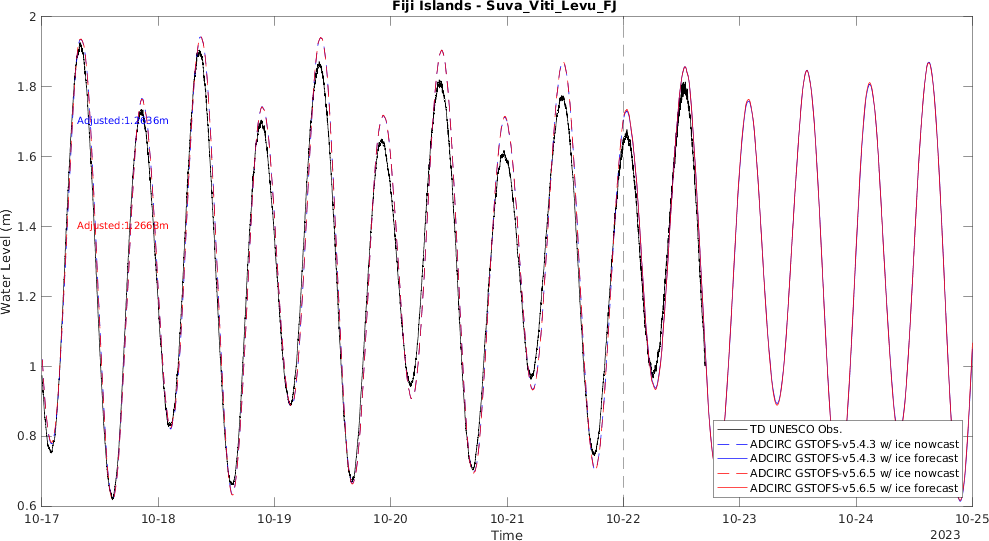 Fiji Islands - Suva_Viti_Levu_FJ
Water Level (m)
2
1.8
1.6
1.4
1.2
1
0.8
0.6
Adjusted:1.2636m
Adjusted:1.2668m
TD UNESCO Obs.
ADCIRC GSTOFS-v5.4.3 w/ ice nowcast
ADCIRC GSTOFS-v5.4.3 w/ ice forecast
ADCIRC GSTOFS-v5.6.5 w/ ice nowcast
ADCIRC GSTOFS-v5.6.5 w/ ice forecast
10-17 10-18 10-19 10-20 10-21 10-22 10-23 10-24 10-25
Time
2023